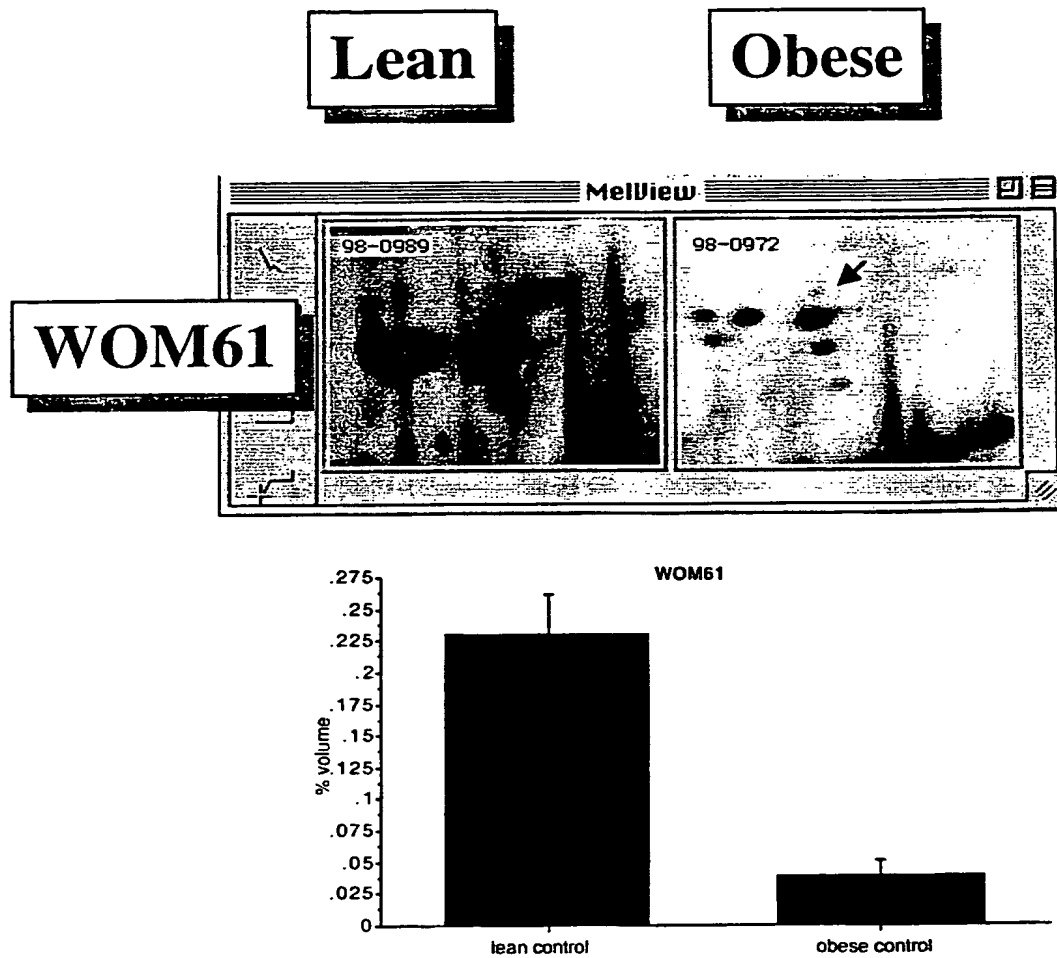 Lean
Obese
MelView
98-0989
98-0972
WOM61
WOM61
.275
.25
.225
.2
.175
.15
.125
.1
.075
.05
.025
0
% volume
lean control
obese control